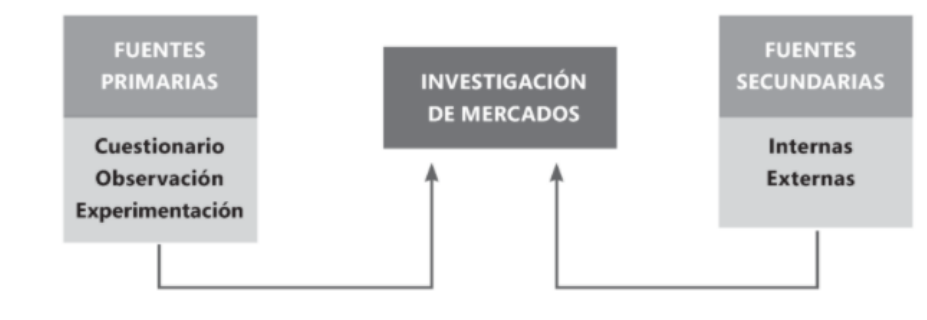 FUENTES
PRIMARIAS
Cuestionario
Observación
Experimentación
INVESTIGACIÓN
DE MERCADOS
FUENTES
SECUNDARIAS
Internas
Externas